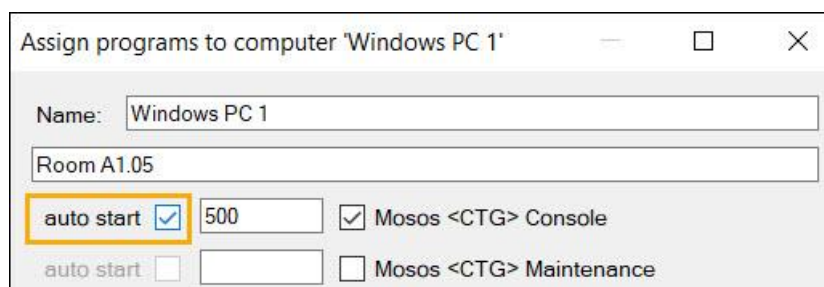 Assign programs to computer 'Windows PC 1'
Name: Windows PC 1
Room A1.05
auto start 500 Mosos <CTG> Console
auto start Mosos <CTG> Maintenance